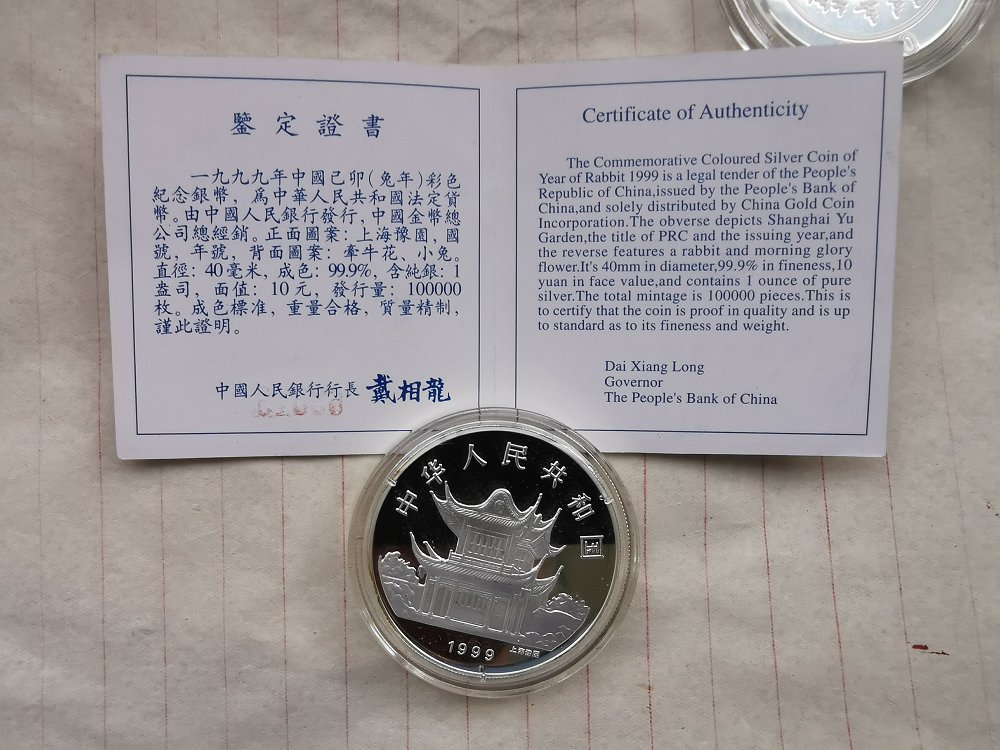 鑒定證書
一九九九年中國己卯(兔年)彩色
紀念銀幣，爲中華人民共和國法定貨
幣。由中國人民銀行發行，中國金幣總
公司總經銷。正面圖案：上海豫園，國
號，年號，背面圖案：牽牛花、小兔。
直徑：40毫米，成色：99.9%，含純銀：1
盎司，面值：10元，發行量：100000
枚。成色標准，重量合格，質量精制，
謹此證明。
中國人民銀行行長 戴相龍
Certificate of Authenticity
The Commemorative Coloured Silver Coin of
Year of Rabbit 1999 is a legal tender of the People's
Republic of China,issued by the People's Bank of
China,and solely distributed by China Gold Coin
Incorporation.The obverse depicts Shanghai Yu
Garden,the title of PRC and the issuing year,and
the reverse features a rabbit and morning glory
flower.It's 40mm in diameter,99.9% in fineness,10
yuan in face value,and contains 1 ounce of pure
silver.The total mintage is 100000 pieces.This is
to certify that the coin is proof in quality and is up
to standard as to its fineness and weight.
Dai Xiang Long
Governor
The People's Bank of China
中华人民共和国
1999
上海豫园